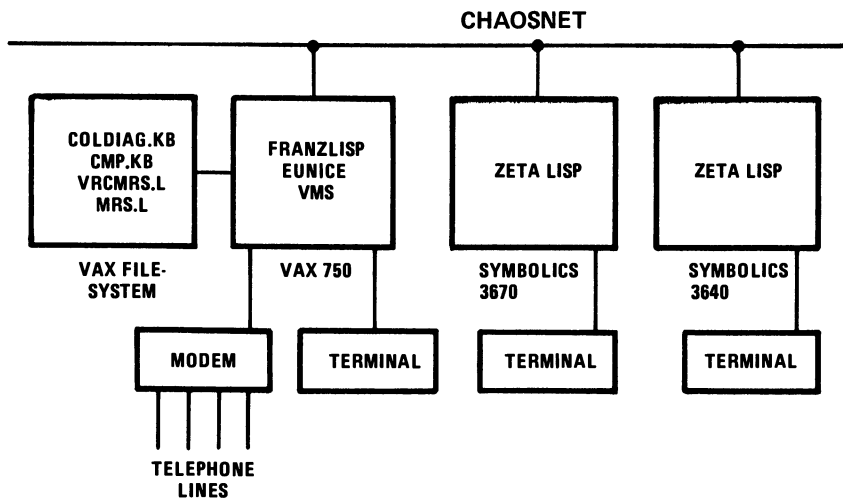 CHAOSNET
COLDIAG.KB
CMP.KB
VRCMRS.L
MRS.L
VAX FILE-
SYSTEM
FRANZLISP
EUNICE
VMS
VAX 750
ZETA LISP
SYMBOLICS
3670
ZETA LISP
SYMBOLICS
3640
MODEM
TERMINAL
TERMINAL
TERMINAL
TELEPHONE
LINES